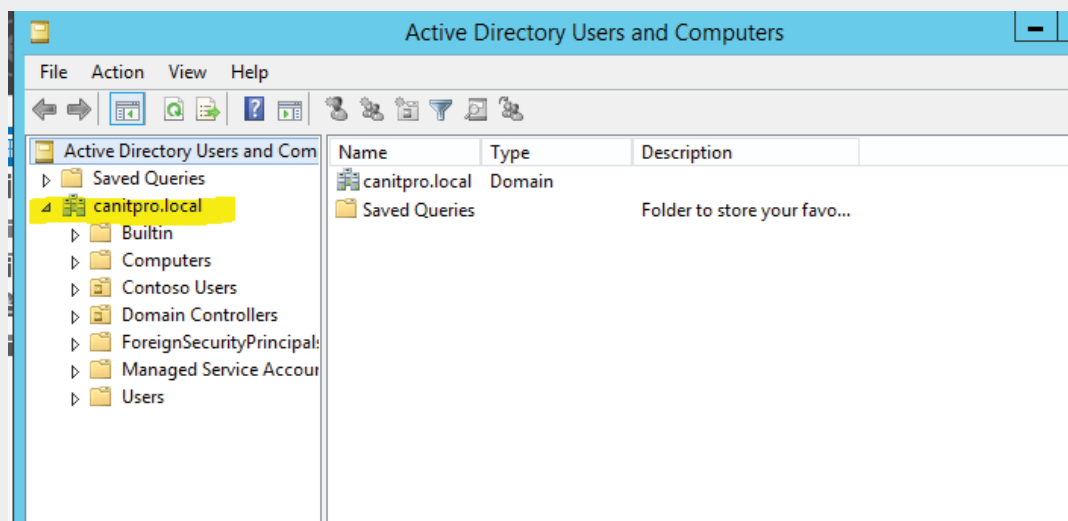 Active Directory Users and Computers
File Action View Help
Active Directory Users and Com
Saved Queries
canitpro.local
Builtin
Computers
Contoso Users
Domain Controllers
ForeignSecurityPrincipals
Managed Service Accour
Users
Name Type Description
canitpro.local Domain
Saved Queries Folder to store your favo...